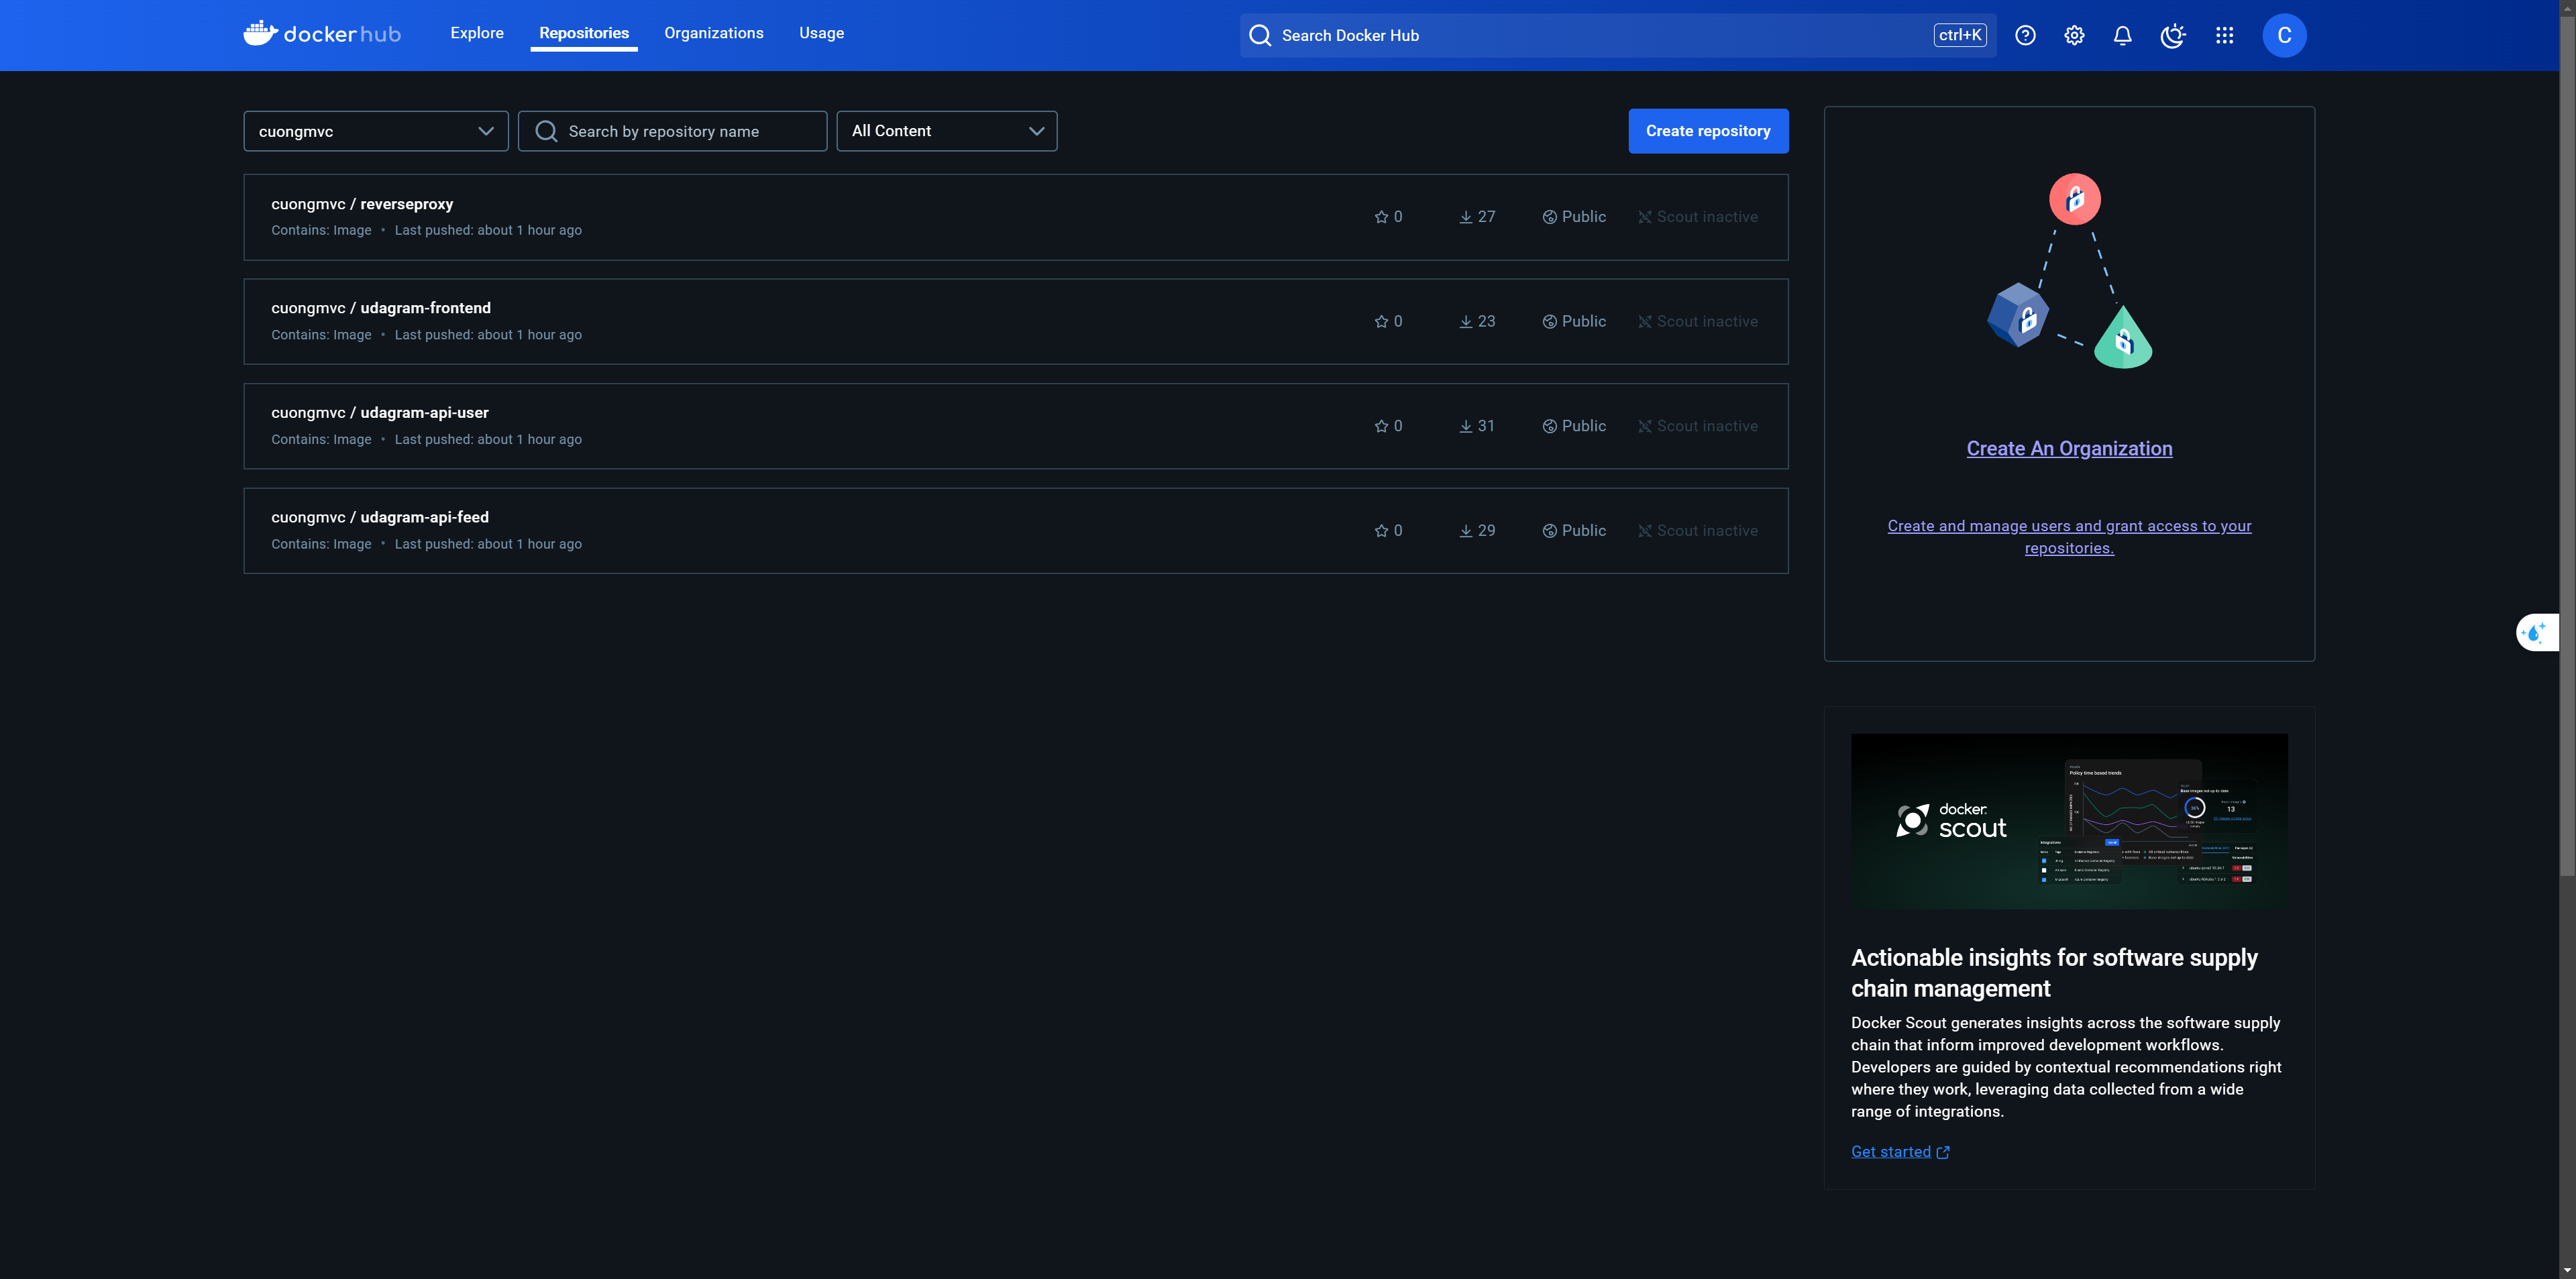 dockerhub
Explore
Repositories
Organizations
Usage
Search Docker Hub
ctrl+K
C
cuongmvc
Search by repository name
All Content
Create repository
cuongmvc / reverseproxy
Contains: Image • Last pushed: about 1 hour ago
0
27
Public
Scout inactive
cuongmvc / udagram-frontend
Contains: Image • Last pushed: about 1 hour ago
0
23
Public
Scout inactive
cuongmvc / udagram-api-user
Contains: Image • Last pushed: about 1 hour ago
0
31
Public
Scout inactive
cuongmvc / udagram-api-feed
Contains: Image • Last pushed: about 1 hour ago
0
29
Public
Scout inactive
Create An Organization
Create and manage users and grant access to your
repositories.
docker
scout
Policy time based trends
13
Integrations
Actionable insights for software supply
chain management
Docker Scout generates insights across the software supply
chain that inform improved development workflows.
Developers are guided by contextual recommendations right
where they work, leveraging data collected from a wide
range of integrations.
Get started